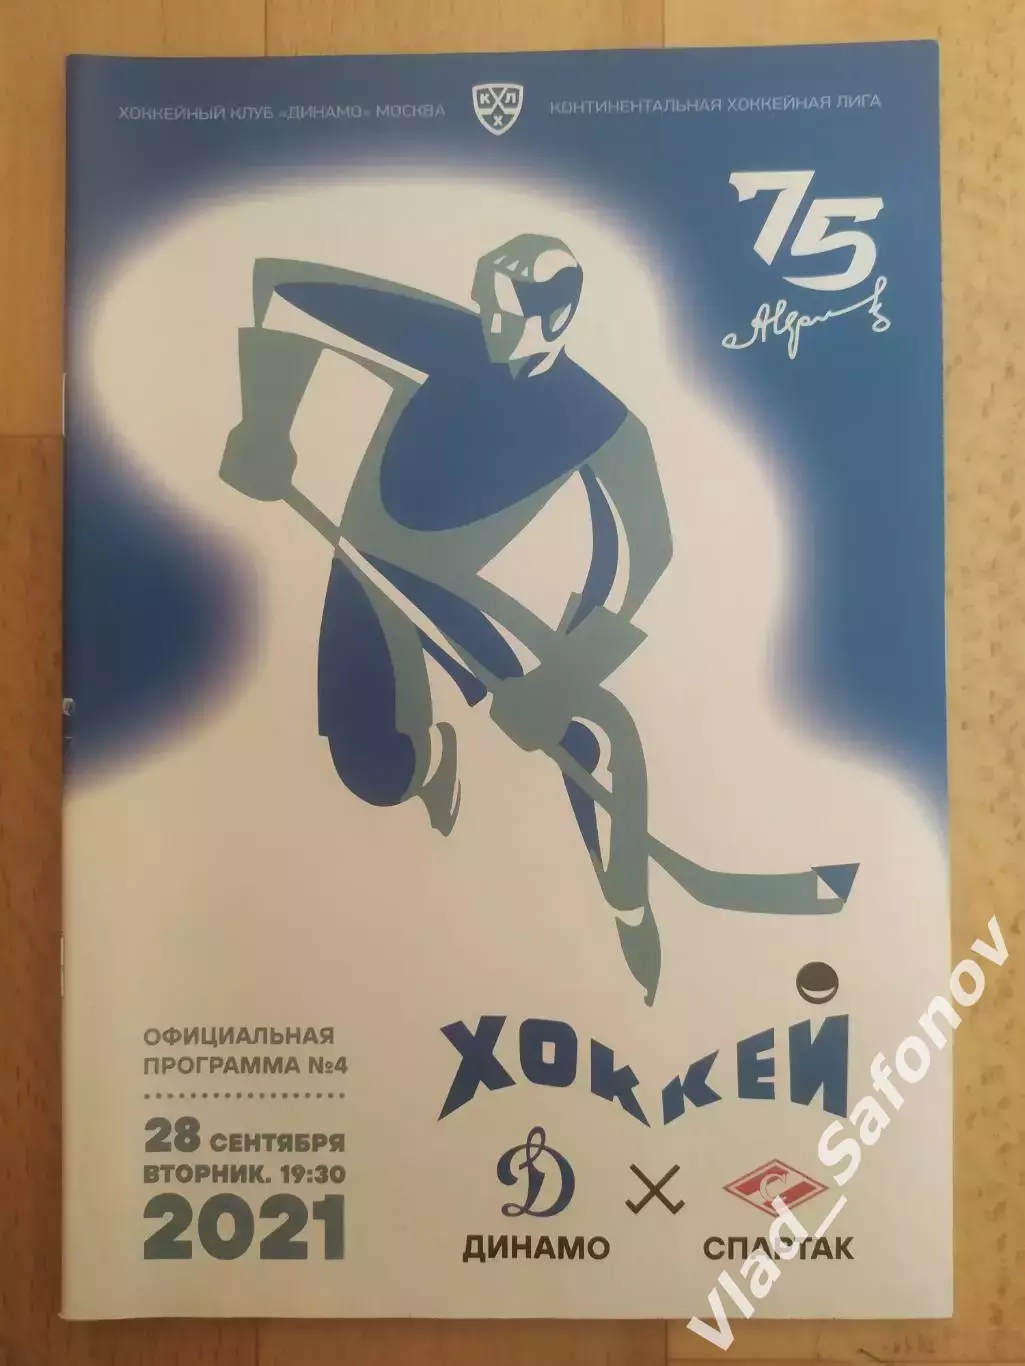 ХОККЕЙНЫЙ КЛУБ «ДИНАМО» МОСКВА
КХЛ
КОНТИНЕНТАЛЬНАЯ ХОККЕЙНАЯ ЛИГА
75
ОФИЦИАЛЬНАЯ
ПРОГРАММА №4
28 СЕНТЯБРЯ
ВТОРНИК. 19:30
2021
ХОККЕЙ
Д
С
ДИНАМО
СПАРТАК
Vlad_Safonov